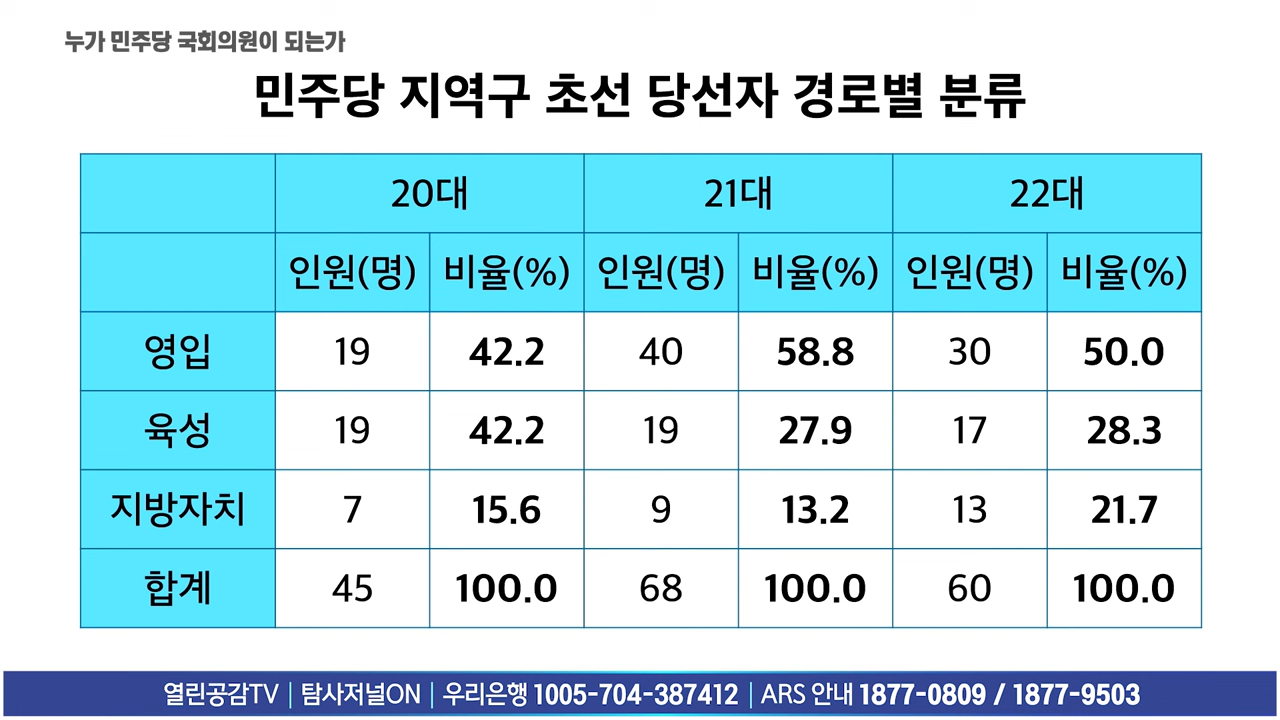 누가 민주당 국회의원이 되는가
민주당 지역구 초선 당선자 경로별 분류
20대 21대 22대
인원(명) 비율(%) 인원(명) 비율(%) 인원(명) 비율(%)
영입 19 42.2 40 58.8 30 50.0
육성 19 42.2 19 27.9 17 28.3
지방자치 7 15.6 9 13.2 13 21.7
합계 45 100.0 68 100.0 60 100.0
열린공감TV | 탐사저널ON | 우리은행 1005-704-387412 | ARS 안내 1877-0809 / 1877-9503